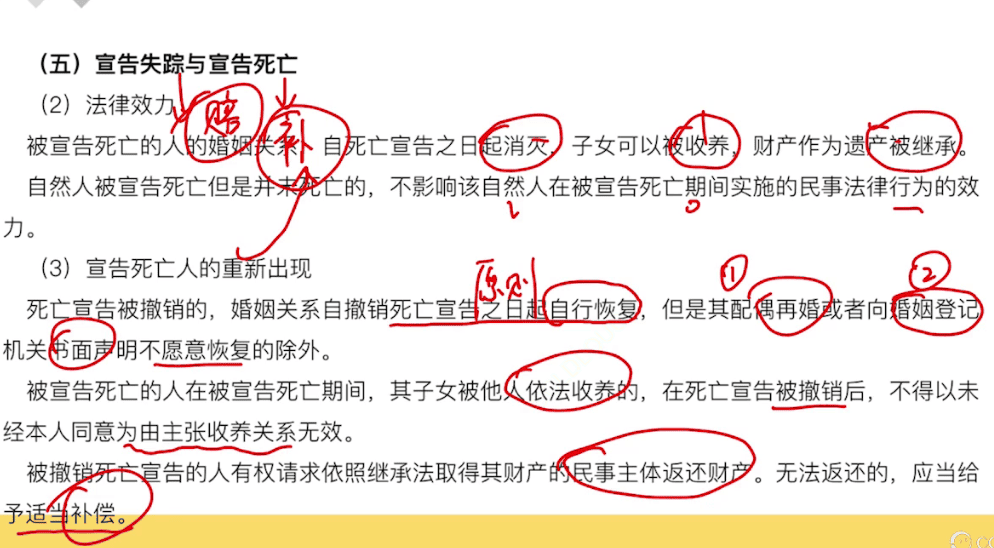 （五）宣告失踪与宣告死亡
（2）法律效力
赔 补
被宣告死亡的人的婚姻关系，自死亡宣告之日起消灭，子女可以被收养，财产作为遗产被继承。
自然人被宣告死亡但是并未死亡的，不影响该自然人在被宣告死亡期间实施的民事法律行为的效
力。
（3）宣告死亡人的重新出现
原则 ① ②
死亡宣告被撤销的，婚姻关系自撤销死亡宣告之日起自行恢复，但是其配偶再婚或者向婚姻登记
机关书面声明不愿意恢复的除外。
被宣告死亡的人在被宣告死亡期间，其子女被他人依法收养的，在死亡宣告被撤销后，不得以未
经本人同意为由主张收养关系无效。
被撤销死亡宣告的人有权请求依照继承法取得其财产的民事主体返还财产。无法返还的，应当给
予适当补偿。